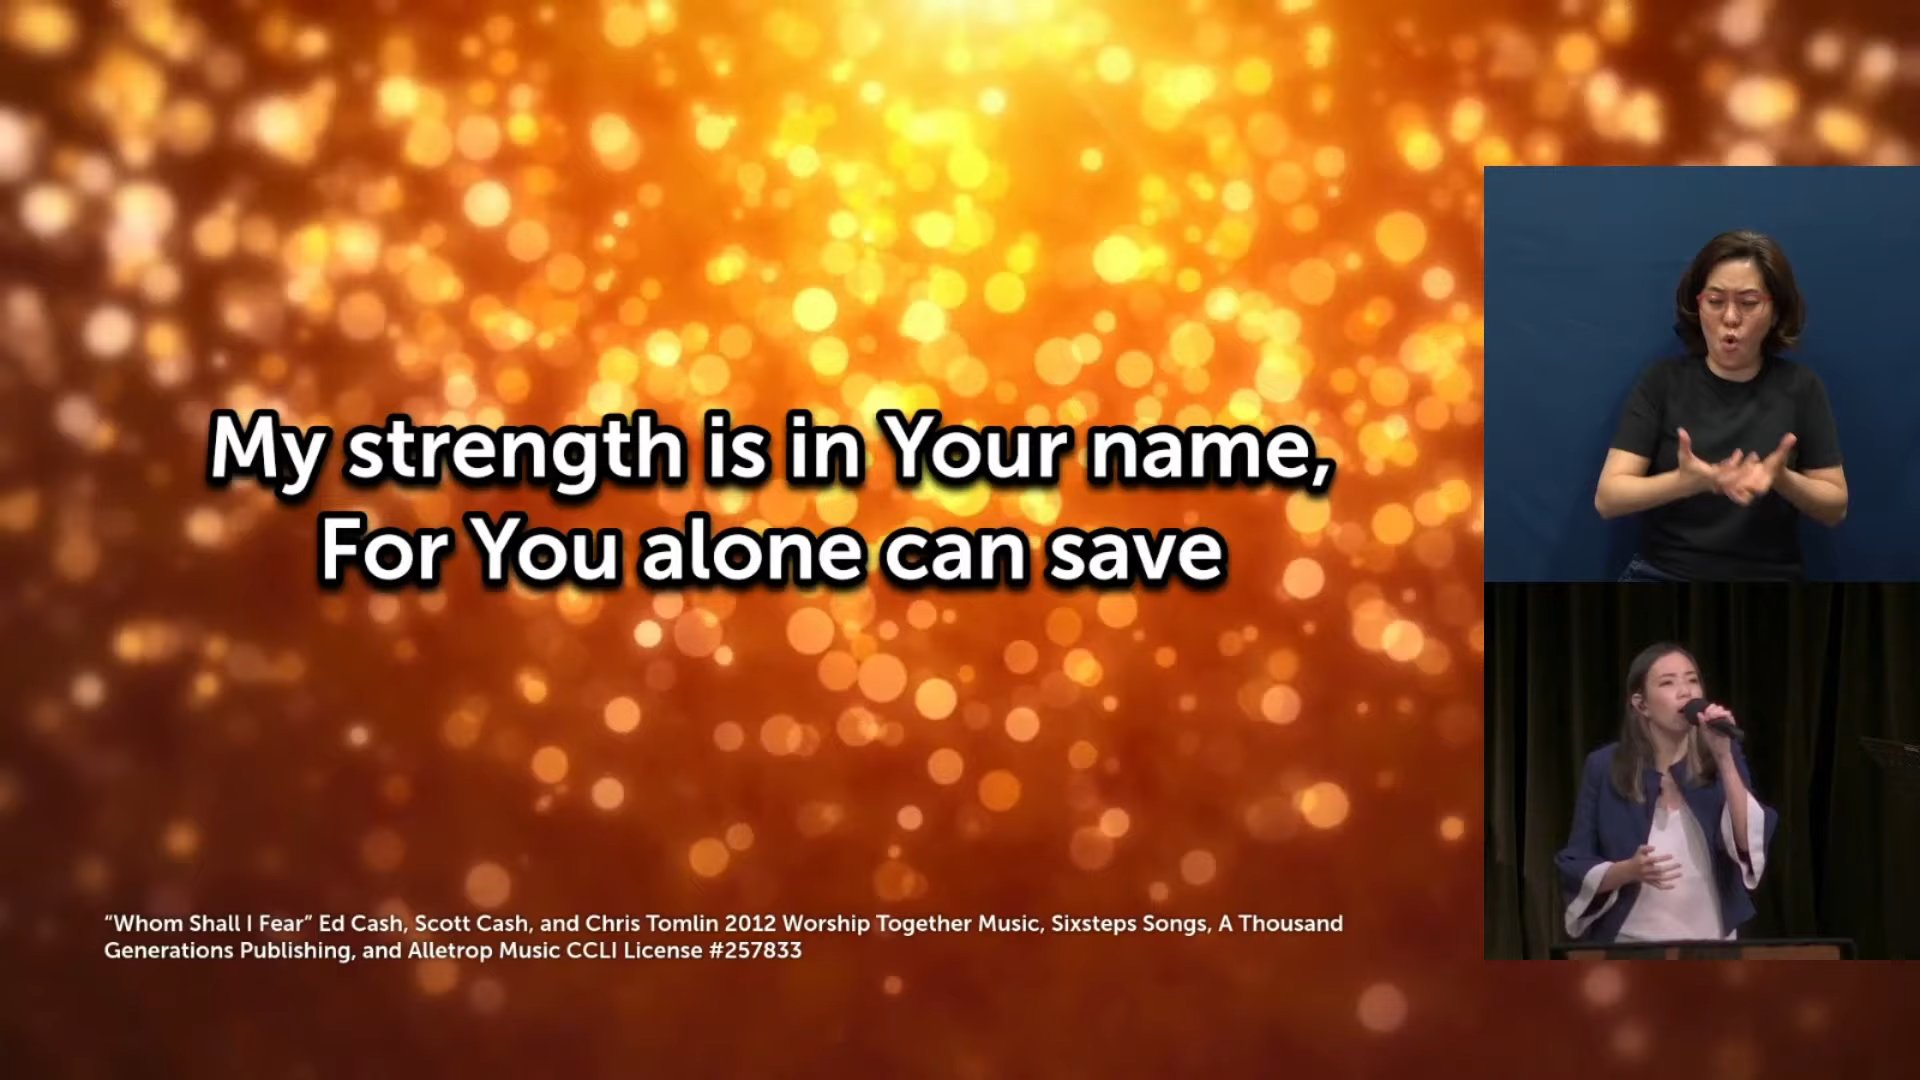 My strength is in Your name,
For You alone can save
“Whom Shall I Fear” Ed Cash, Scott Cash, and Chris Tomlin 2012 Worship Together Music, Sixsteps Songs, A Thousand
Generations Publishing, and Alletrop Music CCLI License #257833